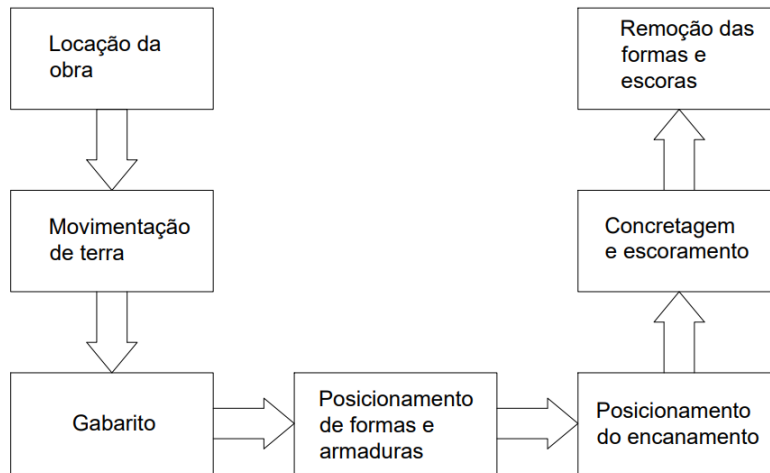 Locação da
obra
Movimentação
de terra
Gabarito
Posicionamento
de formas e
armaduras
Posicionamento
do encanamento
Concretagem
e escoramento
Remoção das
formas e
escoras